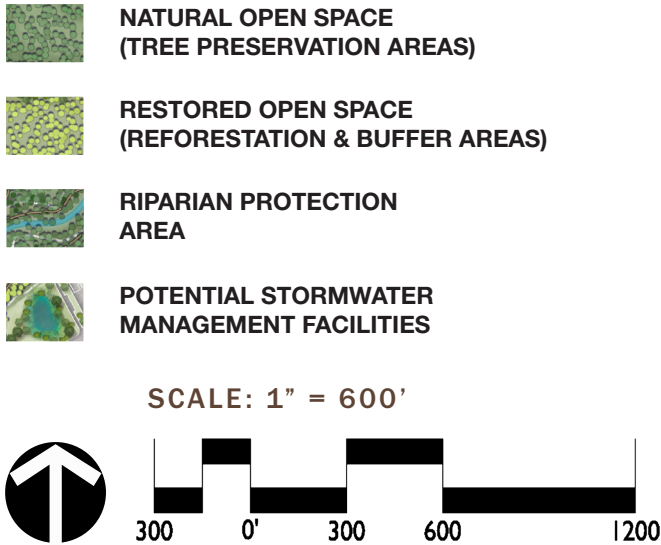 NATURAL OPEN SPACE
(TREE PRESERVATION AREAS)
RESTORED OPEN SPACE
(REFORESTATION & BUFFER AREAS)
RIPARIAN PROTECTION
AREA
POTENTIAL STORMWATER
MANAGEMENT FACILITIES
SCALE: 1” = 600’
300 0' 300 600 1200